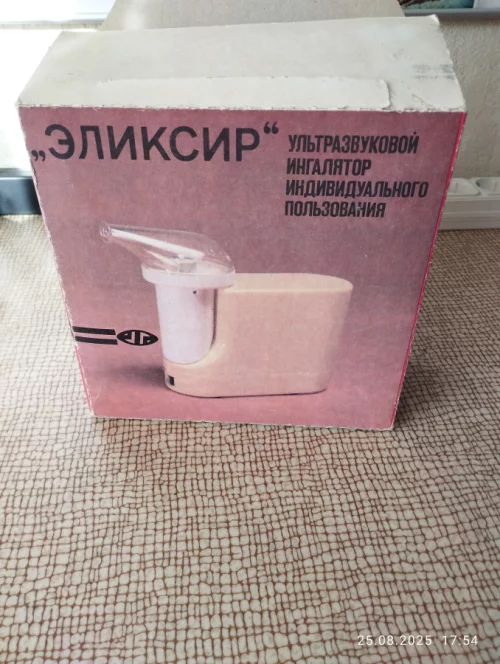 „ЭЛИКСИР“
УЛЬТРАЗВУКОВОЙ
ИНГАЛЯТОР
ИНДИВИДУАЛЬНОГО
ПОЛЬЗОВАНИЯ
25.08.2025 17:54